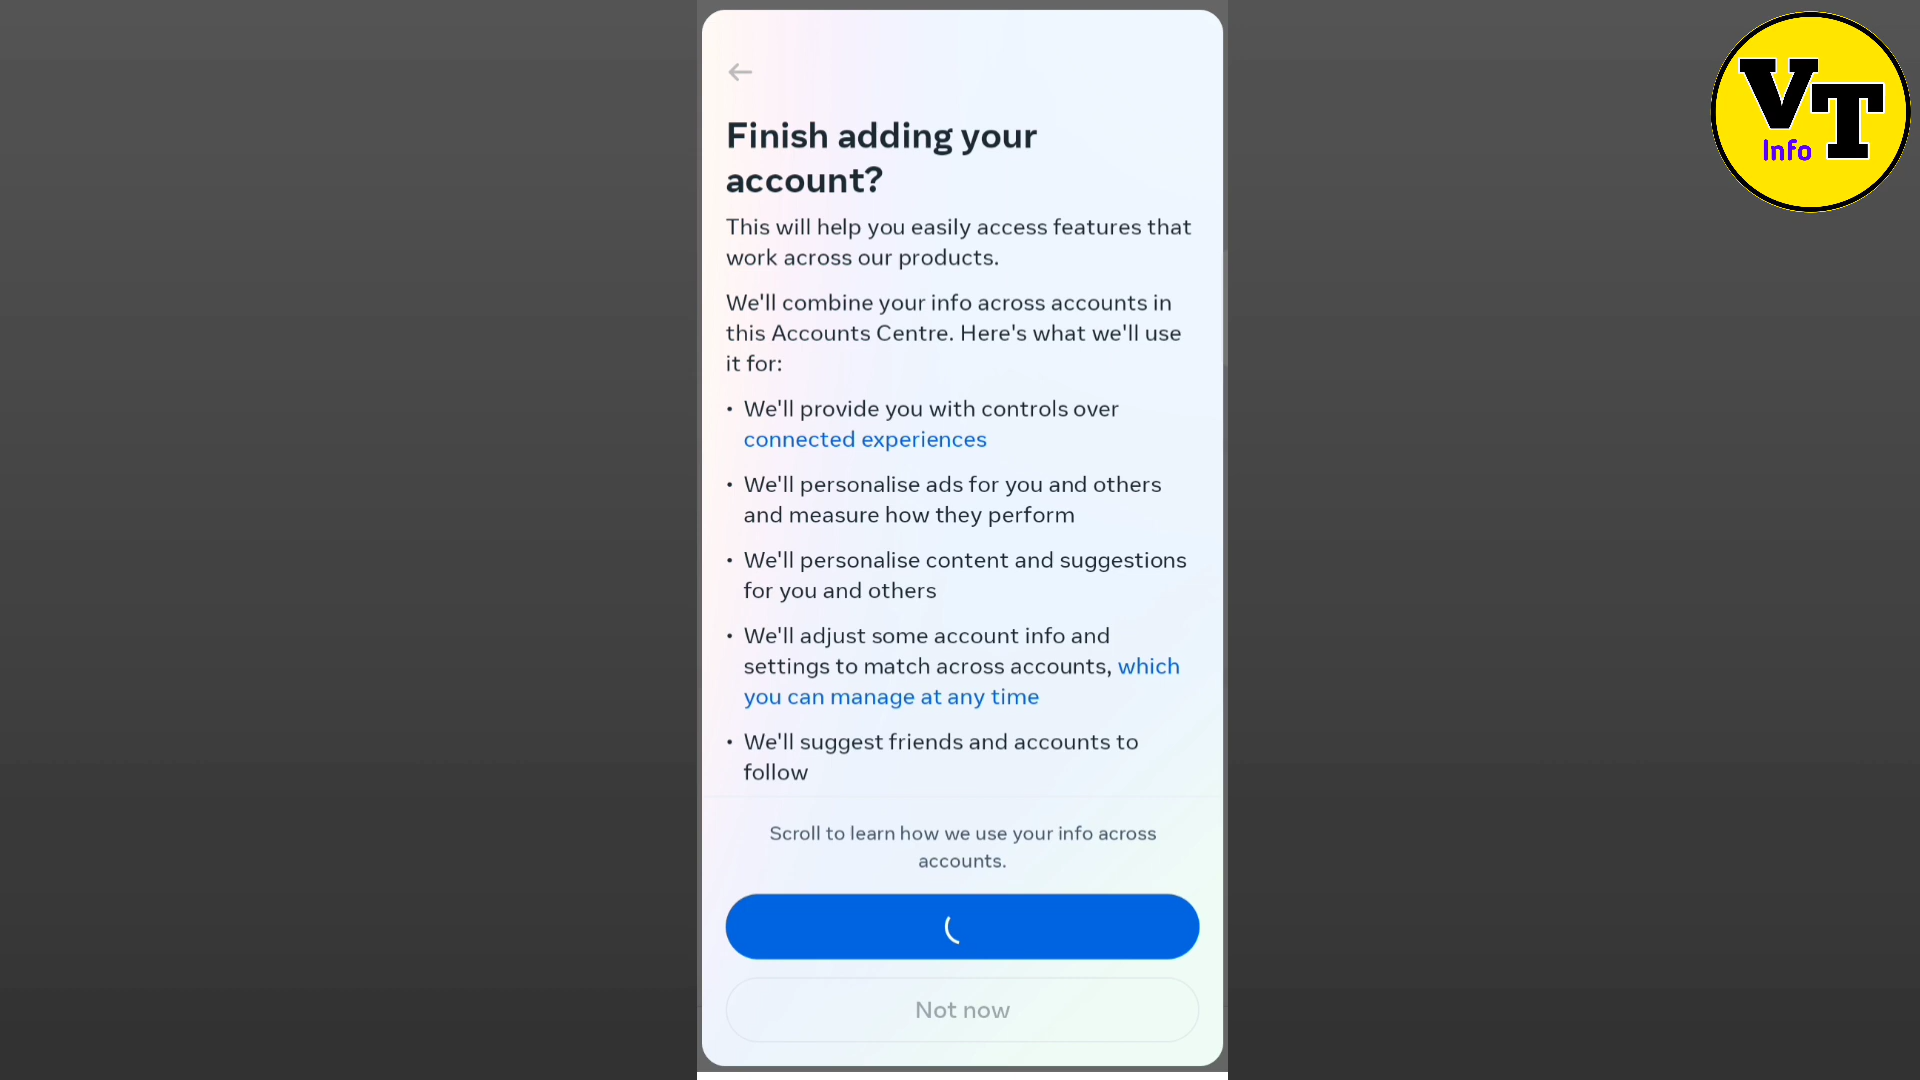 VT
Info
Finish adding your
account?
This will help you easily access features that
work across our products.
We'll combine your info across accounts in
this Accounts Centre. Here's what we'll use
it for:
• We'll provide you with controls over
connected experiences
• We'll personalise ads for you and others
and measure how they perform
• We'll personalise content and suggestions
for you and others
• We'll adjust some account info and
settings to match across accounts, which
you can manage at any time
• We'll suggest friends and accounts to
follow
Scroll to learn how we use your info across
accounts.
Not now